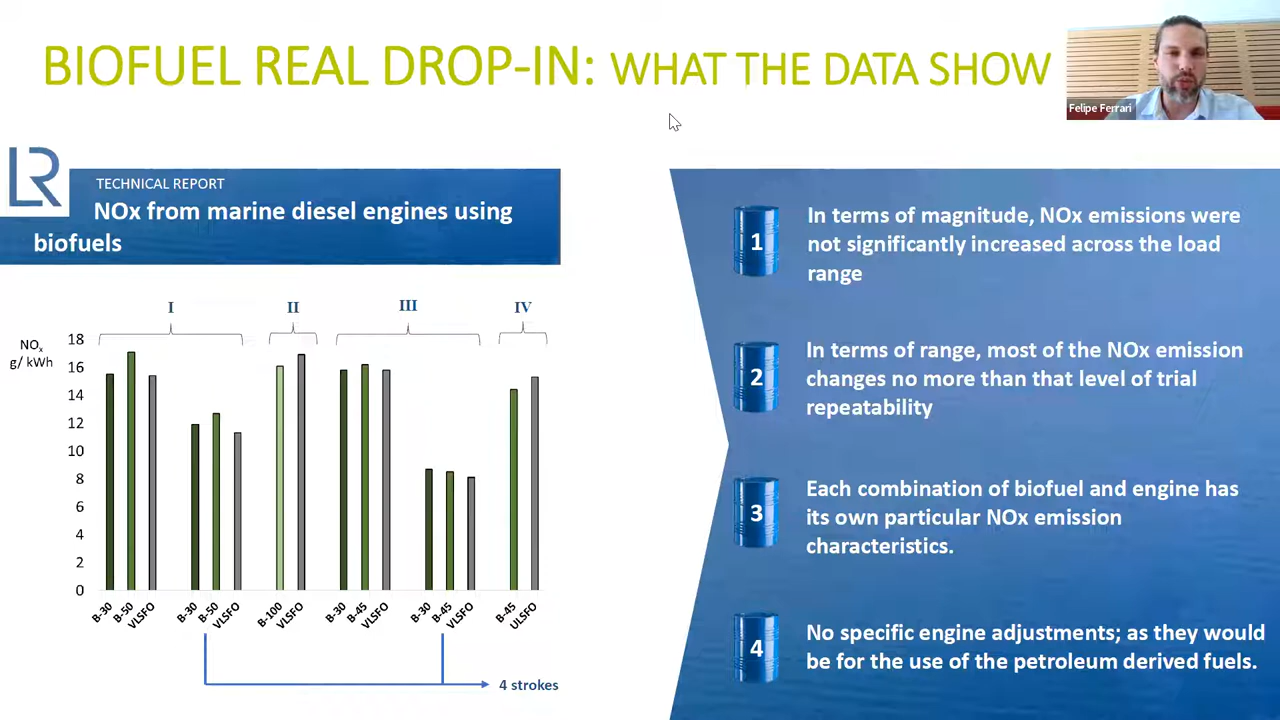 BIOFUEL REAL DROP-IN: WHAT THE DATA SHOW
Felipe Ferrari
LR
TECHNICAL REPORT
NOx from marine diesel engines using
biofuels
I
II
III
IV
NOx
g/ kWh
18
16
14
12
10
8
6
4
2
0
B-30
B-50
VLSFO
B-30
B-50
VLSFO
B-100
VLSFO
B-30
B-45
VLSFO
B-30
B-45
VLSFO
B-45
ULSFO
4 strokes
1
In terms of magnitude, NOx emissions were
not significantly increased across the load
range
2
In terms of range, most of the NOx emission
changes no more than that level of trial
repeatability
3
Each combination of biofuel and engine has
its own particular NOx emission
characteristics.
4
No specific engine adjustments; as they would
be for the use of the petroleum derived fuels.